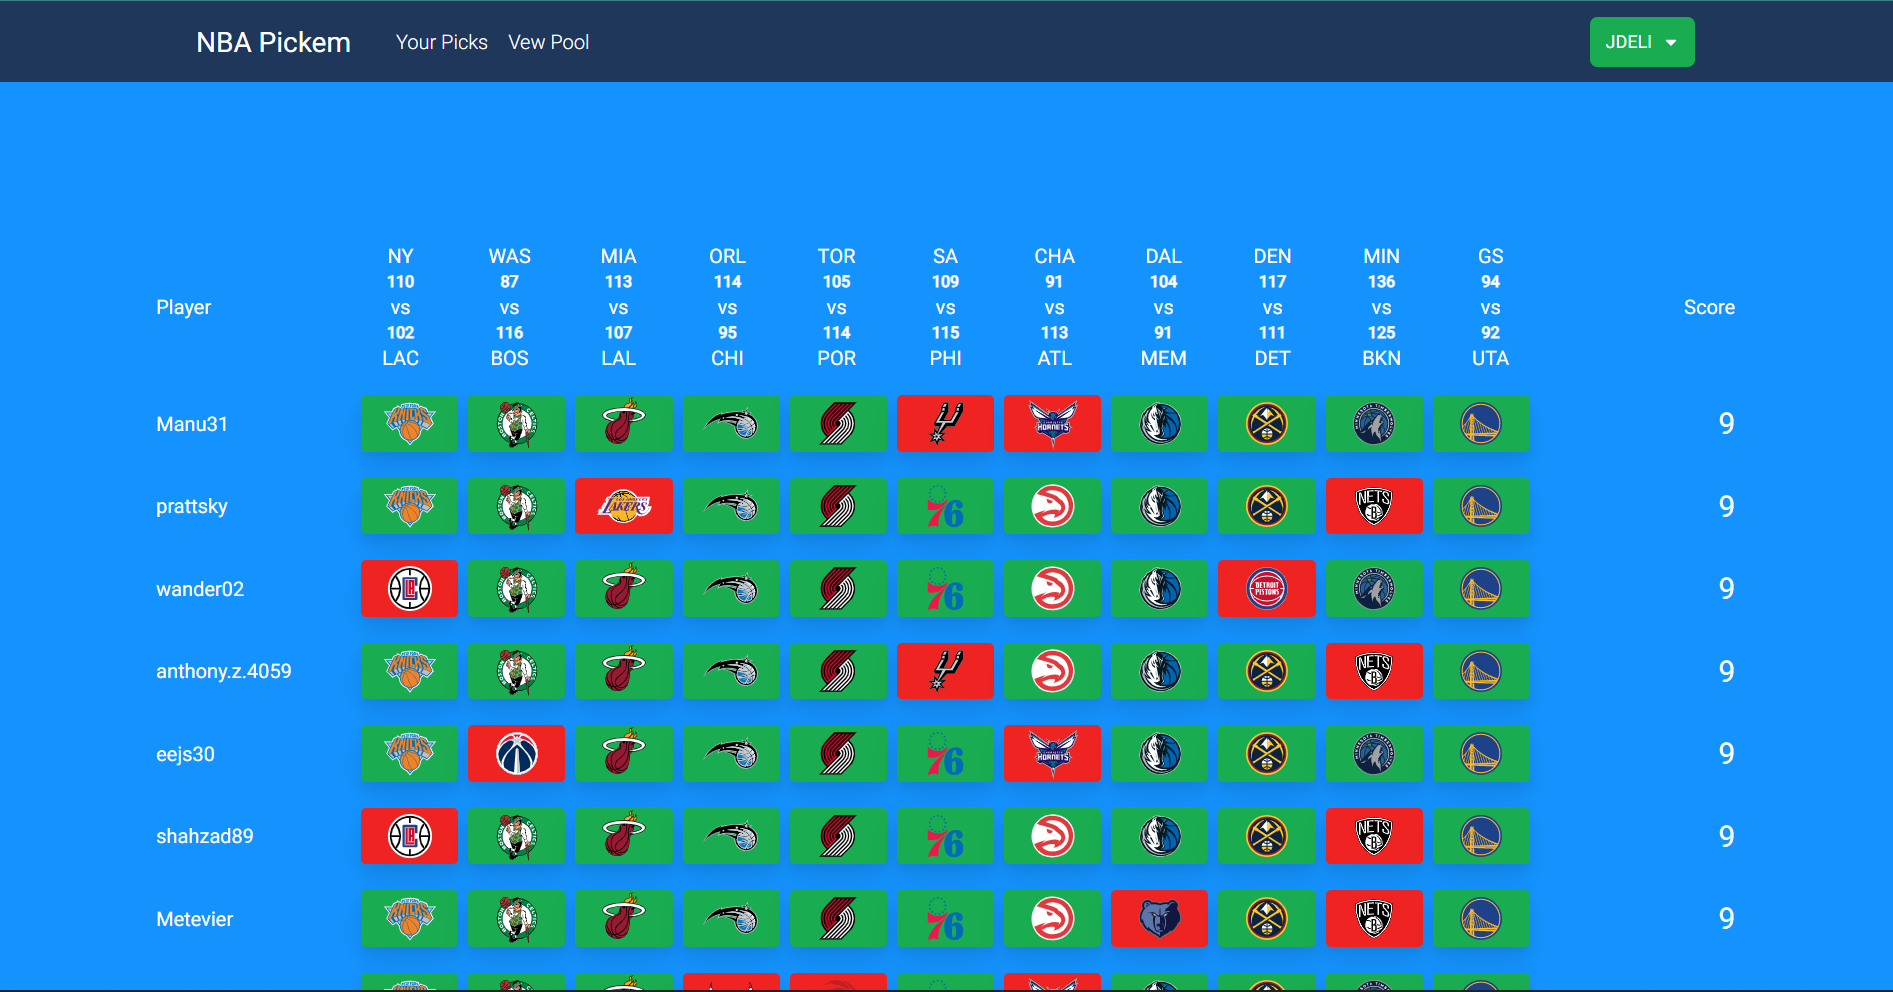 NBA Pickem Your Picks Vew Pool JDELI
NY WAS MIA ORL TOR SA CHA DAL DEN MIN GS
110 87 113 114 105 109 91 104 117 136 94
Player vs vs vs vs vs vs vs vs vs vs vs Score
102 116 107 95 114 115 113 91 111 125 92
LAC BOS LAL CHI POR PHI ATL MEM DET BKN UTA
Manu31 9
prattsky 9
wander02 9
anthony.z.4059 9
eejs30 9
shahzad89 9
Metevier 9